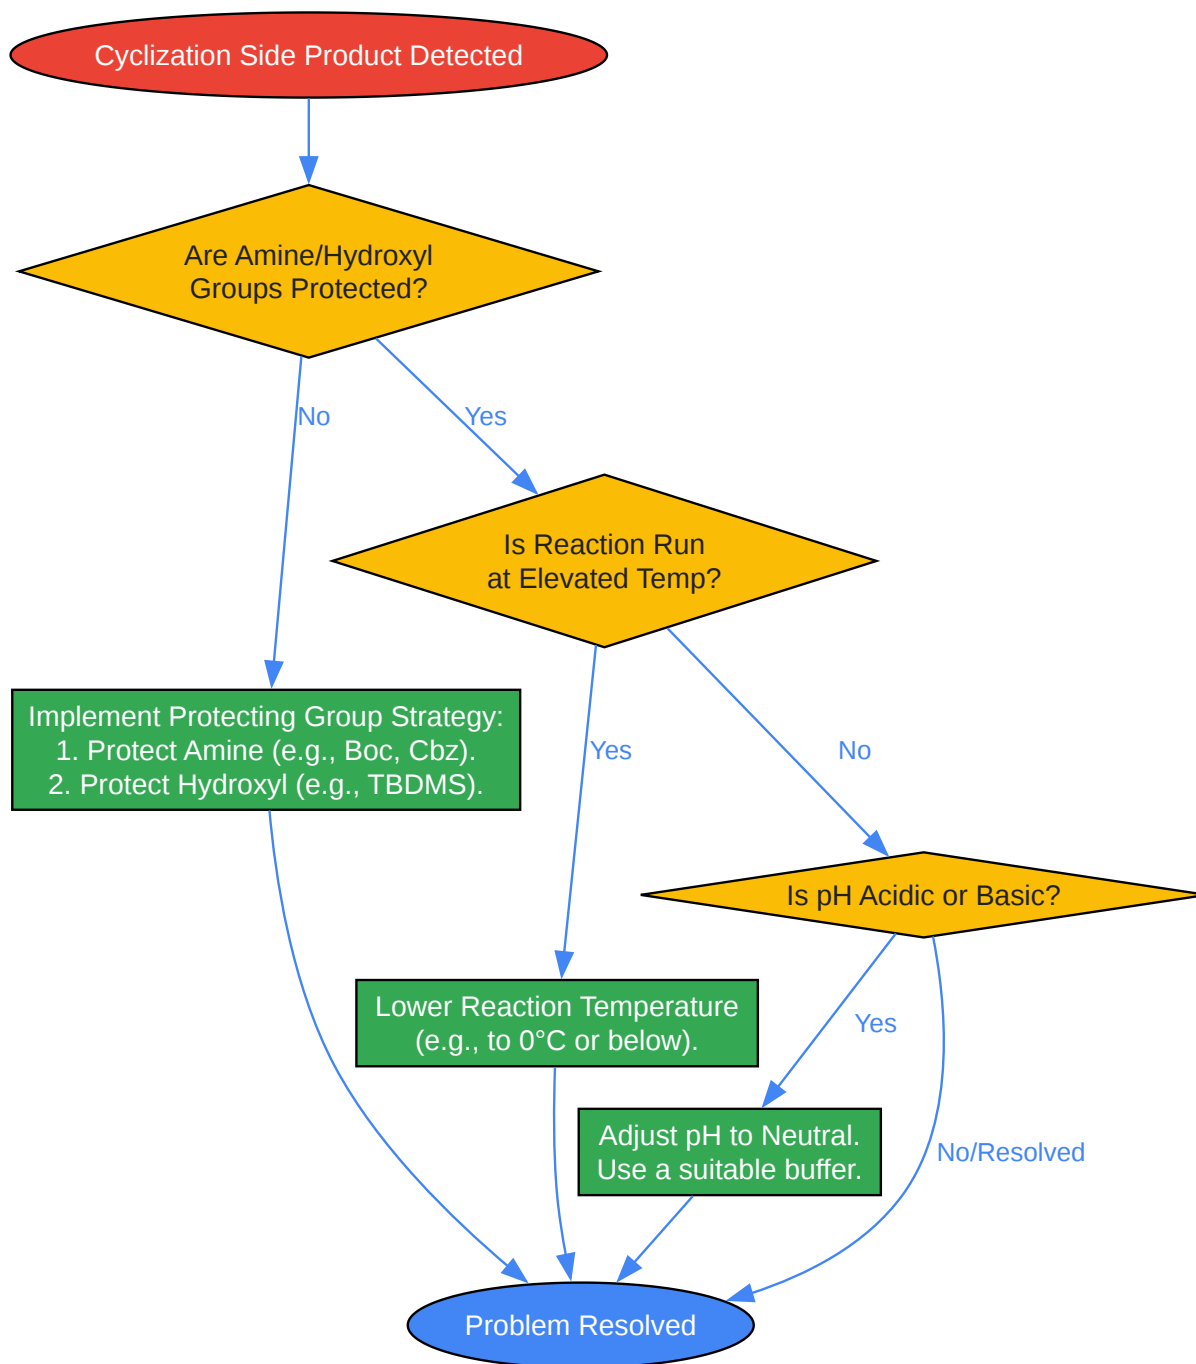 Cyclization Side Product Detected
Are Amine/Hydroxyl
Groups Protected?
No
Yes
Is Reaction Run
at Elevated Temp?
Implement Protecting Group Strategy:
1. Protect Amine (e.g., Boc, Cbz).
2. Protect Hydroxyl (e.g., TBDMS).
Yes
No
Is pH Acidic or Basic?
Lower Reaction Temperature
(e.g., to 0°C or below).
Yes
Adjust pH to Neutral.
Use a suitable buffer.
No/Resolved
Problem Resolved